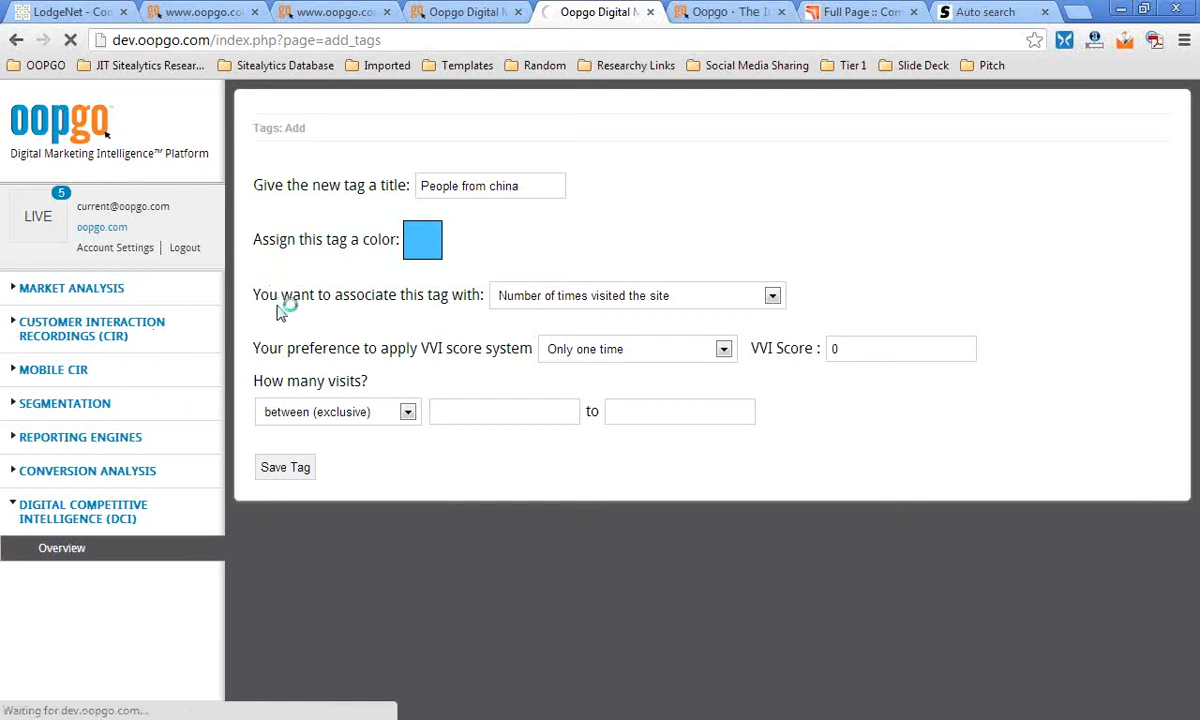 LodgeNet - Con
www.oopgo.co
www.oopgo.co
Oopgo Digital M
Oopgo Digital M
Oopgo - The I
Full Page :: Com
Auto search
dev.oopgo.com/index.php?page=add_tags
OOPGO
JIT Sitealytics Resear...
Sitealytics Database
Imported
Templates
Random
Researchy Links
Social Media Sharing
Tier1
Slide Deck
Pitch
oopgo
Digital Marketing Intelligence™ Platform
5
LIVE
current@oopgo.com
oopgo.com
Account Settings | Logout
MARKET ANALYSIS
CUSTOMER INTERACTION
RECORDINGS (CIR)
MOBILE CIR
SEGMENTATION
REPORTING ENGINES
CONVERSION ANALYSIS
DIGITAL COMPETITIVE
INTELLIGENCE (DCI)
Overview
Tags: Add
Give the new tag a title: People from china
Assign this tag a color:
You want to associate this tag with: Number of times visited the site
Your preference to apply VVI score system Only one time VVI Score : 0
How many visits?
between (exclusive) to
Save Tag
Waiting for dev.oopgo.com...